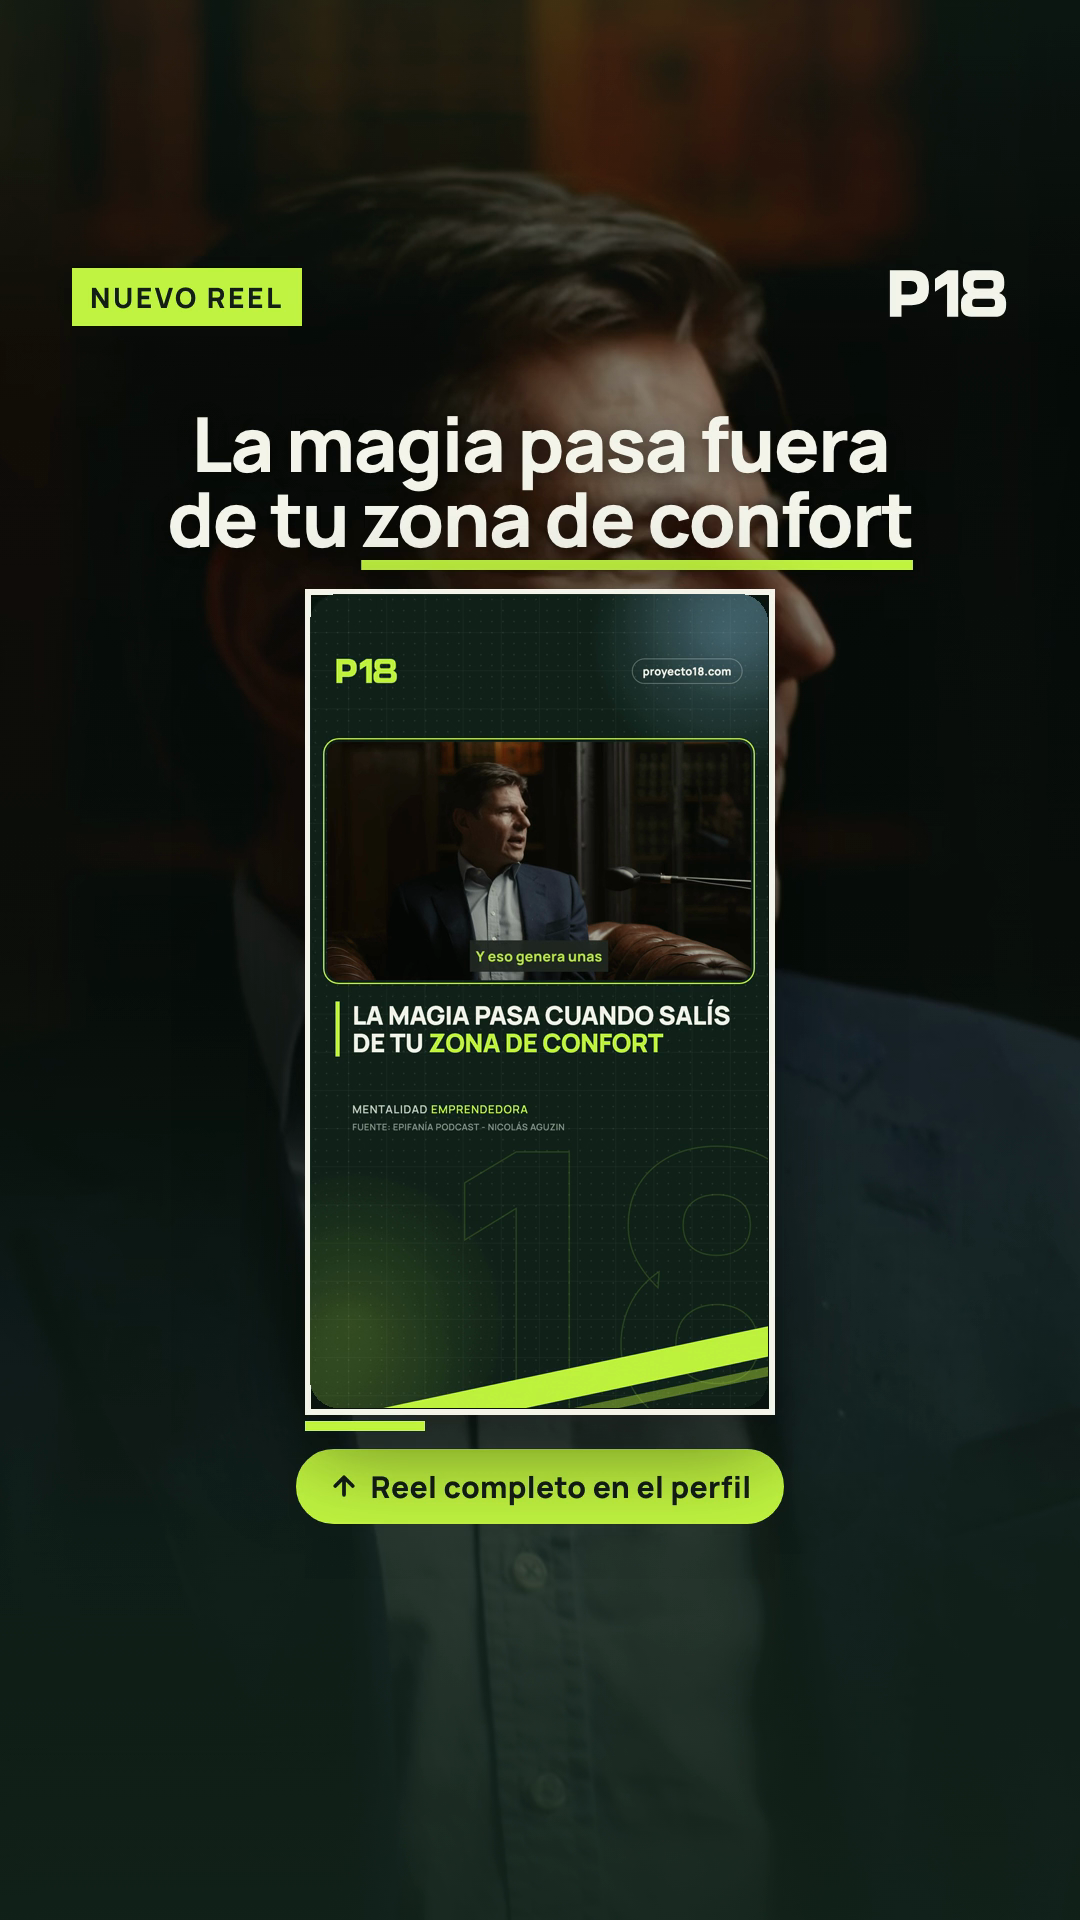 NUEVO REEL
P18
La magia pasa fuera
de tu zona de confort
P18
proyecto18.com
Y eso genera unas
LA MAGIA PASA CUANDO SALÍS
DE TU ZONA DE CONFORT
MENTALIDAD EMPRENDEDORA
FUENTE: EPIFANÍA PODCAST - NICOLÁS AGUZIN
18
↑ Reel completo en el perfil